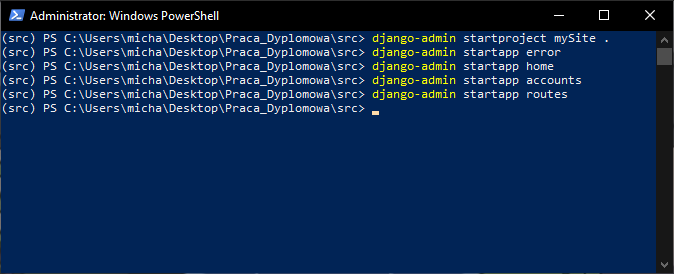 Administrator: Windows PowerShell
(src) PS C:\Users\micha\Desktop\Praca_Dyplomowa\src> django-admin startproject mySite .
(src) PS C:\Users\micha\Desktop\Praca_Dyplomowa\src> django-admin startapp error
(src) PS C:\Users\micha\Desktop\Praca_Dyplomowa\src> django-admin startapp home
(src) PS C:\Users\micha\Desktop\Praca_Dyplomowa\src> django-admin startapp accounts
(src) PS C:\Users\micha\Desktop\Praca_Dyplomowa\src> django-admin startapp routes
(src) PS C:\Users\micha\Desktop\Praca_Dyplomowa\src>